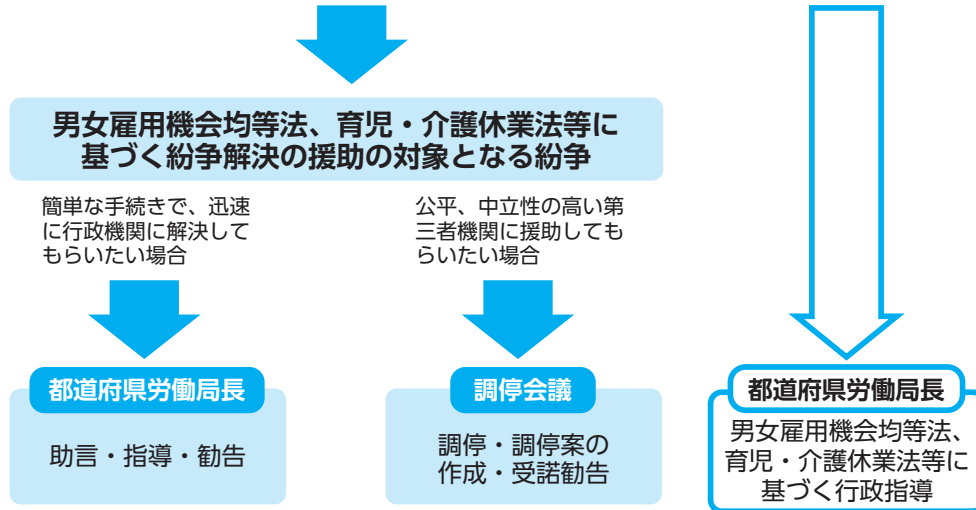 男女雇用機会均等法、育児・介護休業法等に
基づく紛争解決の援助の対象となる紛争
簡単な手続きで、迅速
に行政機関に解決して
もらいたい場合
公平、中立性の高い第
三者機関に援助しても
らいたい場合
都道府県労働局長
助言・指導・勧告
調停会議
調停・調停案の
作成・受諾勧告
都道府県労働局長
男女雇用機会均等法、
育児・介護休業法等に
基づく行政指導